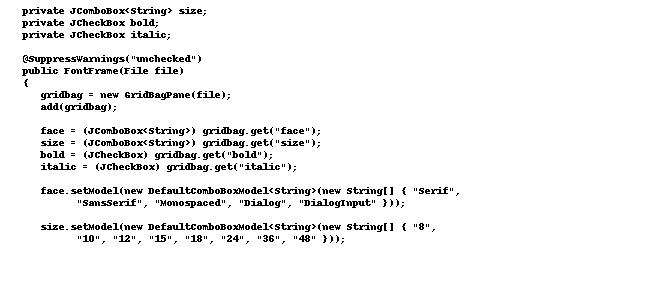 private JComboBox<String> size;
private JCheckBox bold;
private JCheckBox italic;
@SuppressWarnings("unchecked")
public FontFrame(File file)
{
gridbag = new GridBagPane(file);
add(gridbag);
face = (JComboBox<String>) gridbag.get("face");
size = (JComboBox<String>) gridbag.get("size");
bold = (JCheckBox) gridbag.get("bold");
italic = (JCheckBox) gridbag.get("italic");
face.setModel(new DefaultComboBoxModel<String>(new String[] { "Serif",
"SansSerif", "Monospaced", "Dialog", "DialogInput" }));
size.setModel(new DefaultComboBoxModel<String>(new String[] { "8",
"10", "12", "15", "18", "24", "36", "48" }));